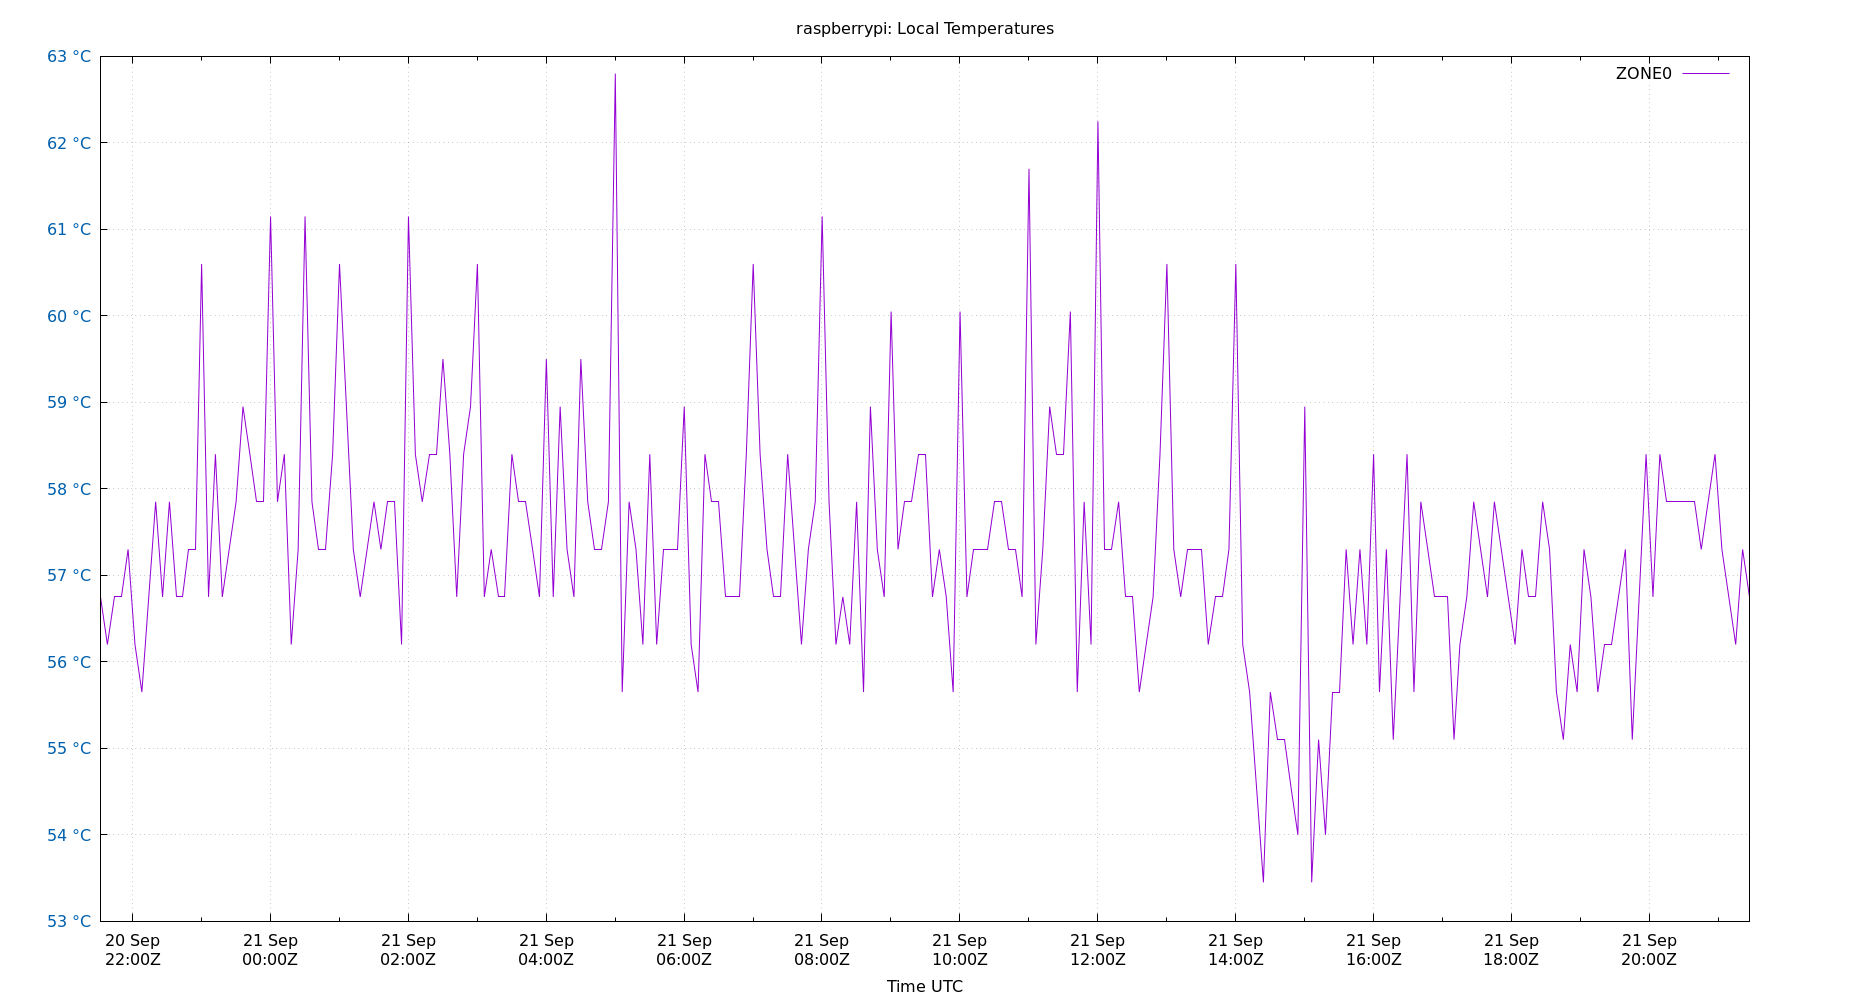 raspberrypi: Local Temperatures
63 °C
ZONE0
62 °C
61 °C
60 °C
59 °C
58 °C
57 °C
56 °C
55 °C
54 °C
53 °C
20 Sep 21 Sep 21 Sep 21 Sep 21 Sep 21 Sep 21 Sep 21 Sep 21 Sep 21 Sep 21 Sep 21 Sep
22:00Z 00:00Z 02:00Z 04:00Z 06:00Z 08:00Z 10:00Z 12:00Z 14:00Z 16:00Z 18:00Z 20:00Z
Time UTC